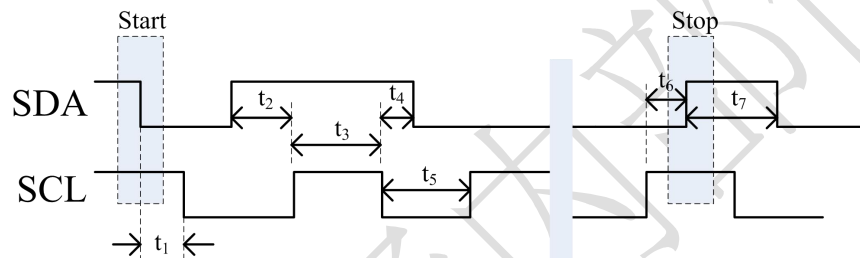 Start Stop
SDA t₂ t₄ t₆ t₇
t₃
SCL t₅
t₁